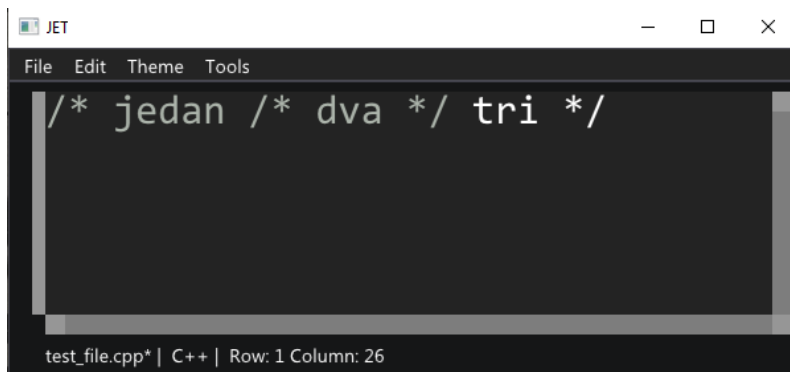 JET
File Edit Theme Tools
/* jedan /* dva */ tri */
test_file.cpp* | C++ | Row: 1 Column: 26